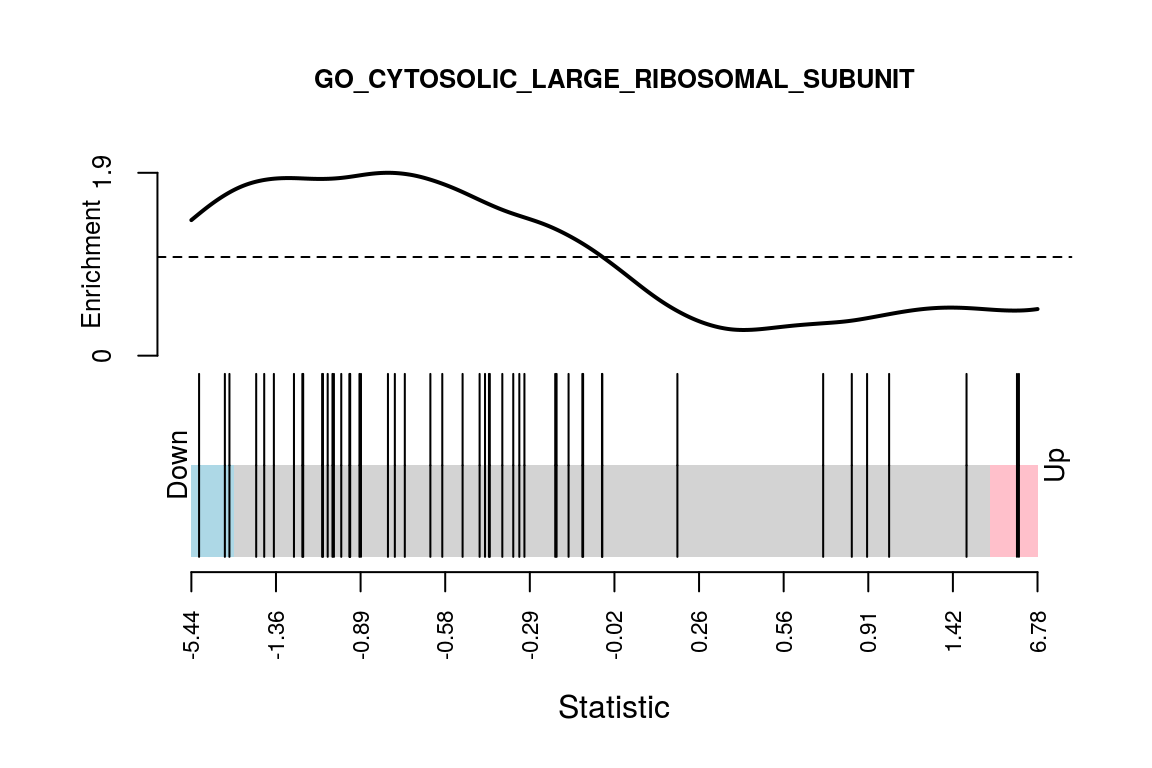 GO_CYTOSOLIC_LARGE_RIBOSOMAL_SUBUNIT
1.9
Enrichment
0
Down
Up
-5.44 -1.36 -0.89 -0.58 -0.29 -0.02 0.26 0.56 0.91 1.42 6.78
Statistic